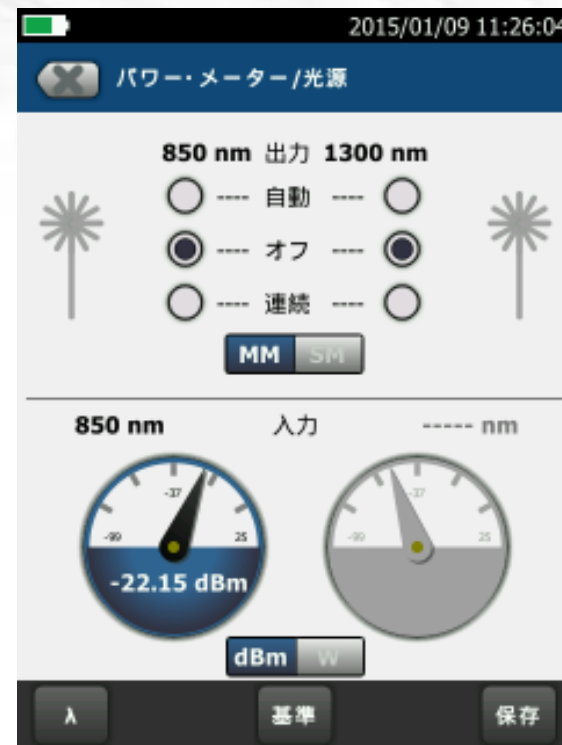 2015/01/09 11:26:04
パワー・メーター/光源
850 nm 出力 1300 nm
---- 自動 ----
---- オフ ----
---- 連続 ----
MM SM
850 nm 入力 ----- nm
-37 -37
-99 25 -99 25
-22.15 dBm
dBm W
λ 基準 保存